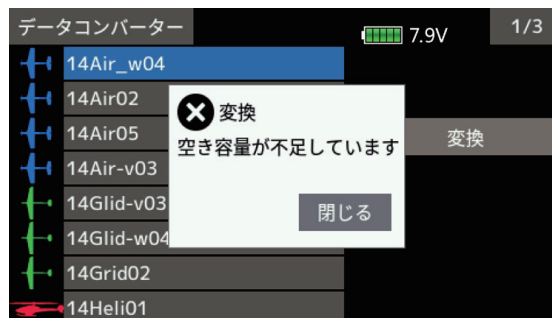 データコンバーター
7.9V
1/3
14Air_w04
14Air02
14Air05
14Air-v03
14Glid-v03
14Glid-w04
14Grid02
14Heli01
変換
変換
空き容量が不足しています
閉じる